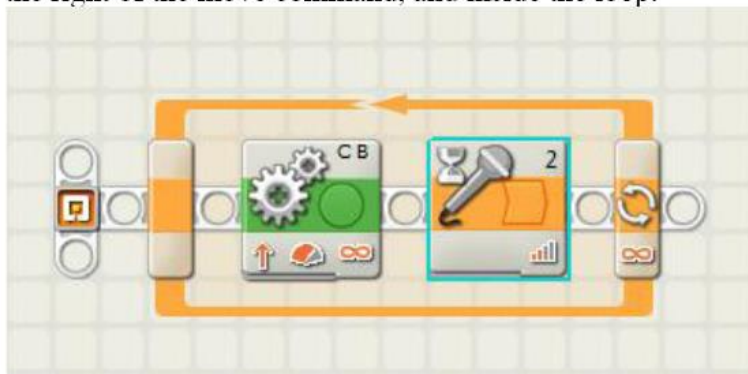 the right of the move command, and inside the loop.
C B
2